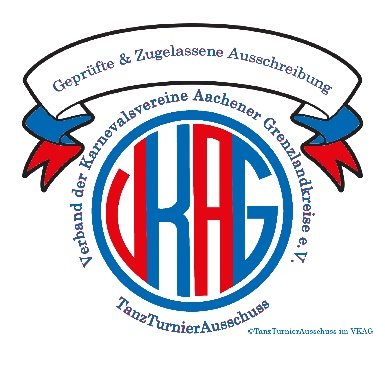 Geprüfte & Zugelassene Ausschreibung
Verband der Karnevalsvereine Aachener Grenzlandkreise e.V.
VKAG
TanzTurnierAusschuss
©TanzTurnierAusschuss im VKAG